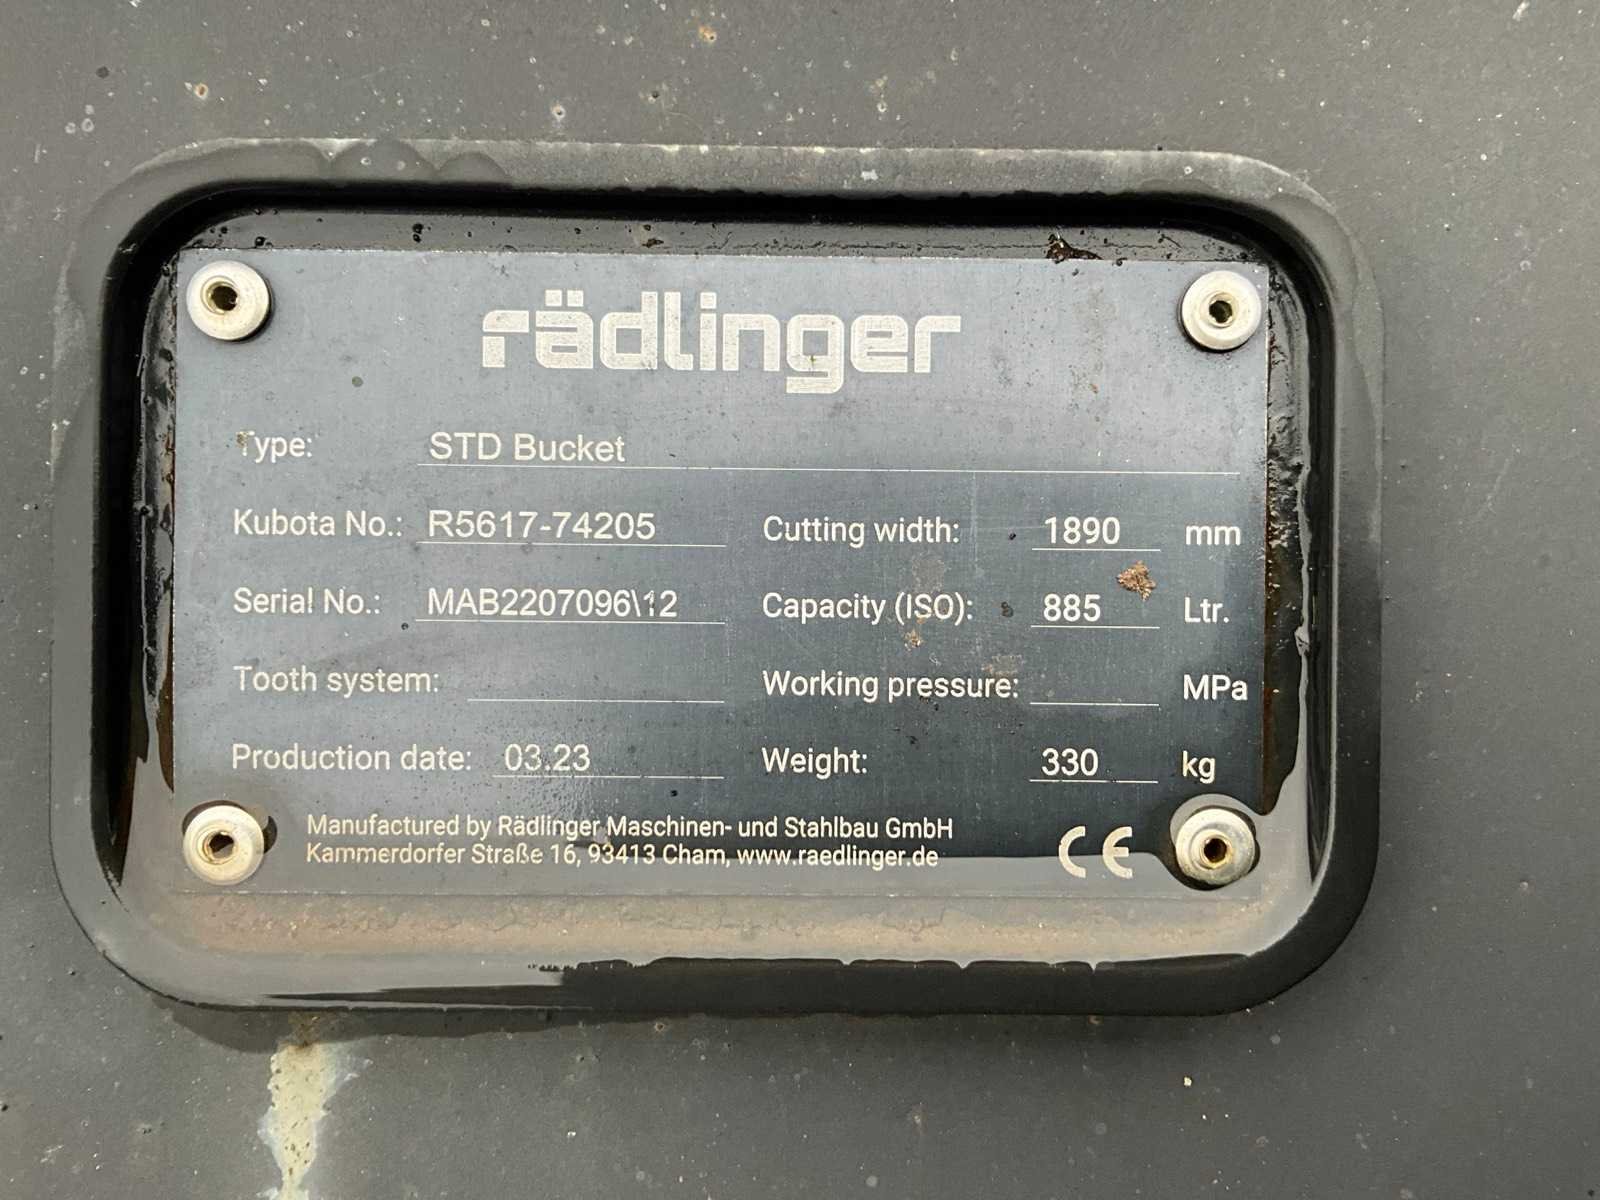 rädlinger
Type: STD Bucket
Kubota No.: R5617-74205 Cutting width: 1890 mm
Serial No.: MAB2207096\12 Capacity (ISO): 885 Ltr.
Tooth system: Working pressure: MPa
Production date: 03.23 Weight: 330 kg
Manufactured by Rädlinger Maschinen- und Stahlbau GmbH
Kammerdorfer Straße 16, 93413 Cham, www.raedlinger.de
CE